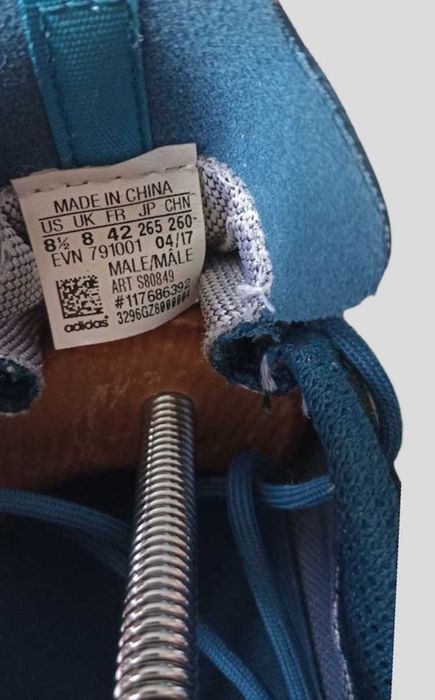 MADE IN CHINA
US UK FR JP CHN
8½ 8 42 265 260
EVN 791001 04/17
MALE/MÂLE
ART S80849
#117686392
adidas